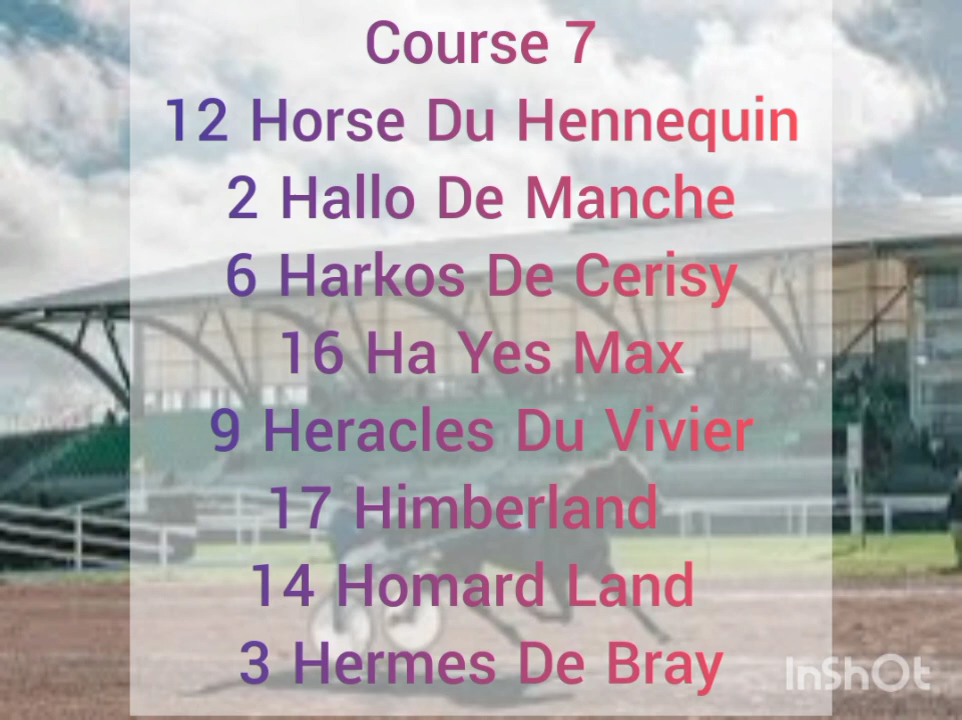 Course 7
12 Horse Du Hennequin
2 Hallo De Manche
6 Harkos De Cerisy
16 Ha Yes Max
9 Heracles Du Vivier
17 Himberland
14 Homard Land
3 Hermes De Bray
InShOt